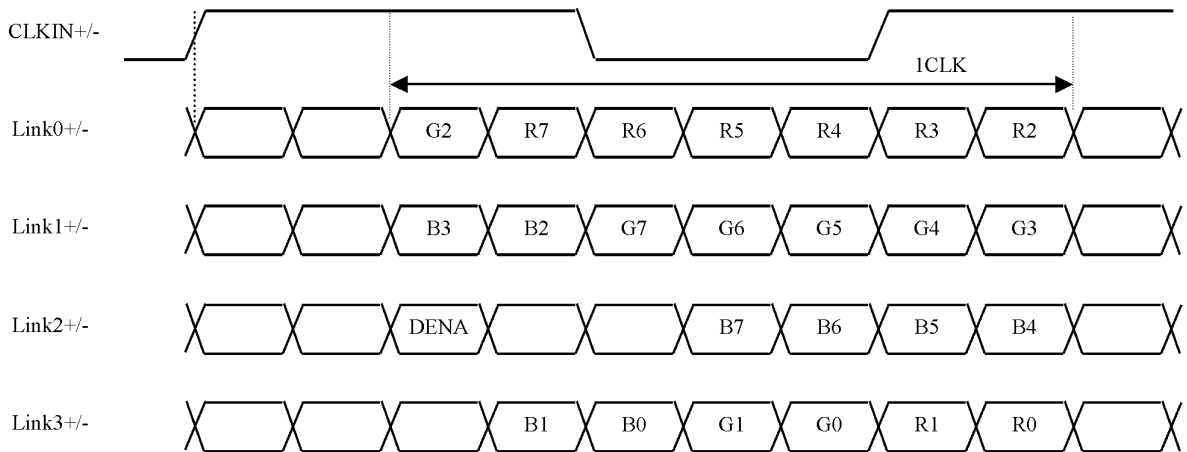 CLKIN+/-
1CLK
Link0+/- G2 R7 R6 R5 R4 R3 R2
Link1+/- B3 B2 G7 G6 G5 G4 G3
Link2+/- DENA B7 B6 B5 B4
Link3+/- B1 B0 G1 G0 R1 R0